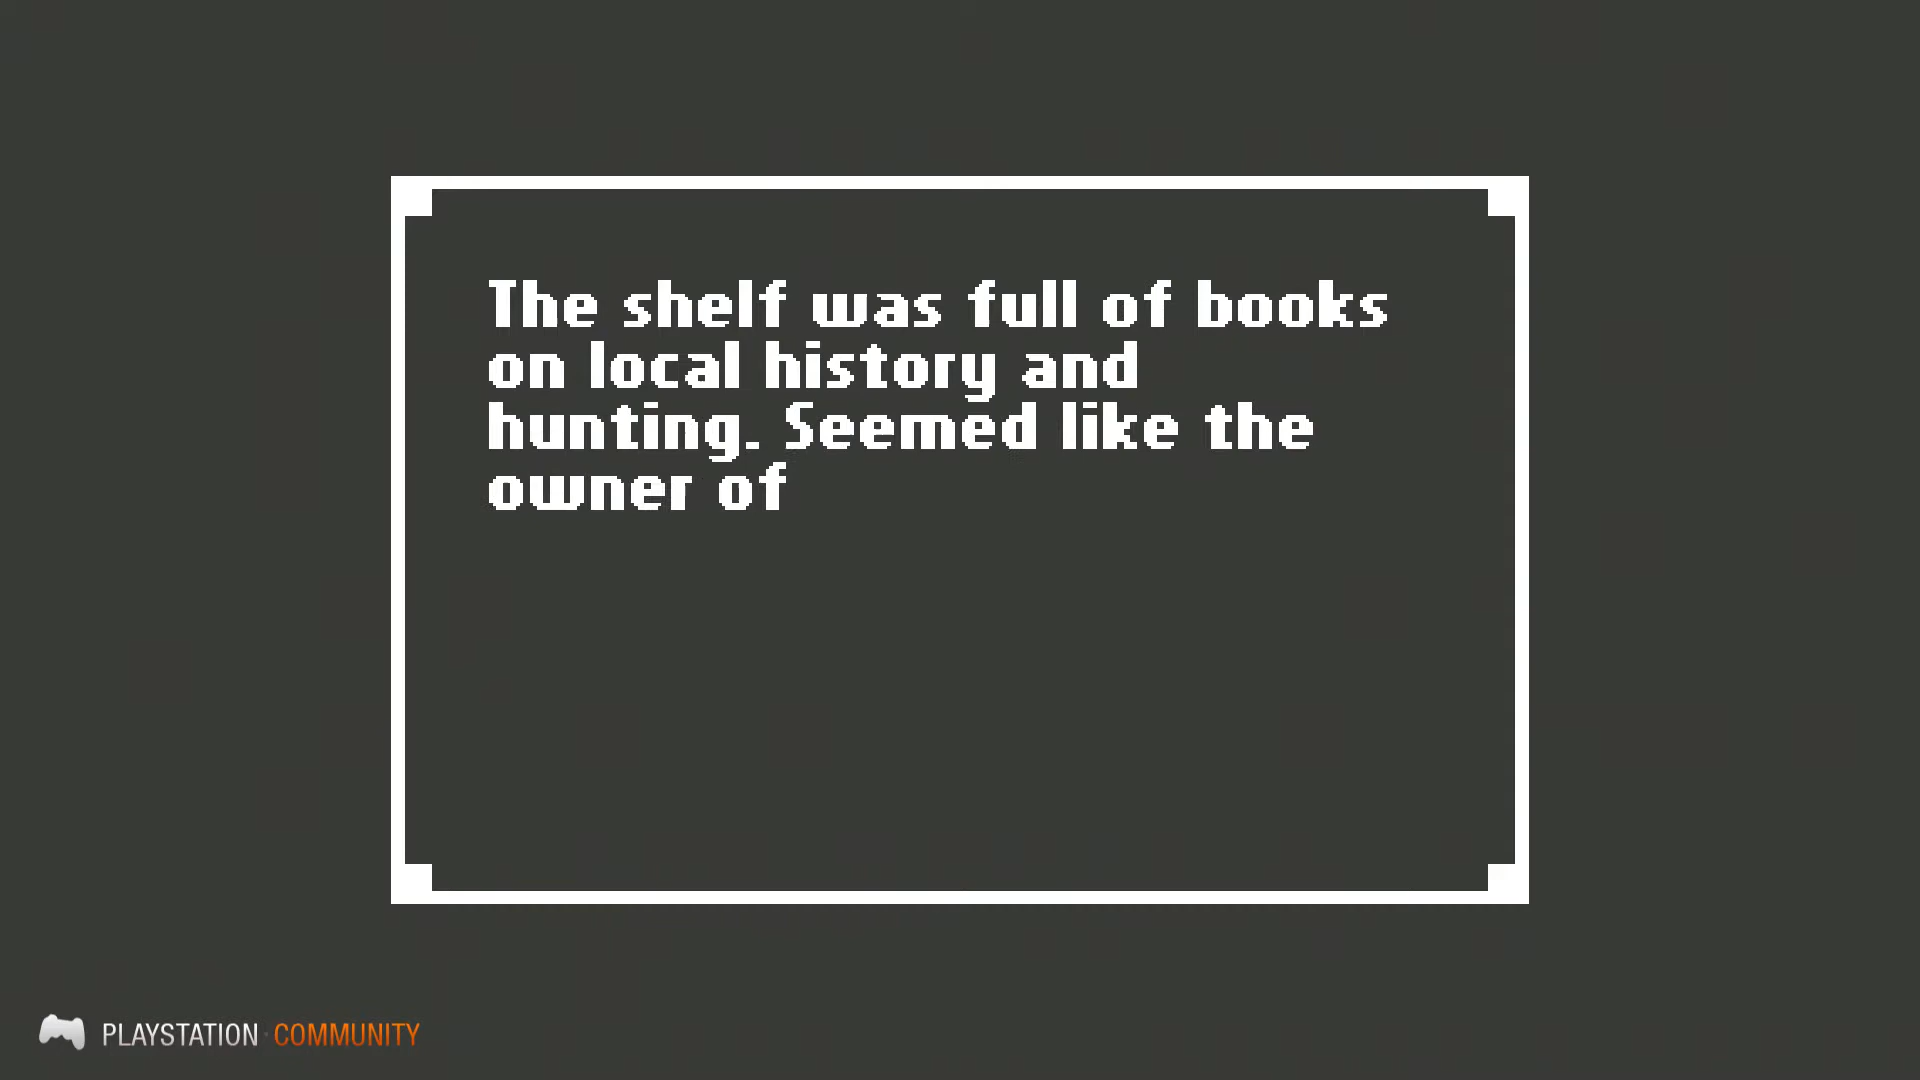 The shelf was full of books
on local history and
hunting. Seemed like the
owner of
PLAYSTATION COMMUNITY